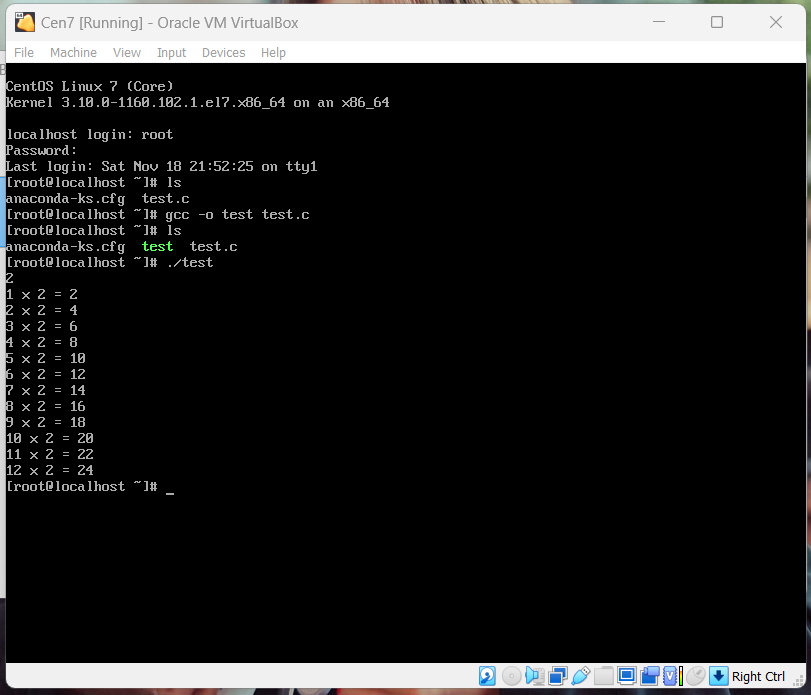 Cen7 [Running] - Oracle VM VirtualBox
File Machine View Input Devices Help
CentOS Linux 7 (Core)
Kernel 3.10.0-1160.102.1.el7.x86_64 on an x86_64
localhost login: root
Password:
Last login: Sat Nov 18 21:52:25 on tty1
[root@localhost ~]# ls
anaconda-ks.cfg  test.c
[root@localhost ~]# gcc -o test test.c
[root@localhost ~]# ls
anaconda-ks.cfg  test  test.c
[root@localhost ~]# ./test
2
1 x 2 = 2
2 x 2 = 4
3 x 2 = 6
4 x 2 = 8
5 x 2 = 10
6 x 2 = 12
7 x 2 = 14
8 x 2 = 16
9 x 2 = 18
10 x 2 = 20
11 x 2 = 22
12 x 2 = 24
[root@localhost ~]# _
Right Ctrl